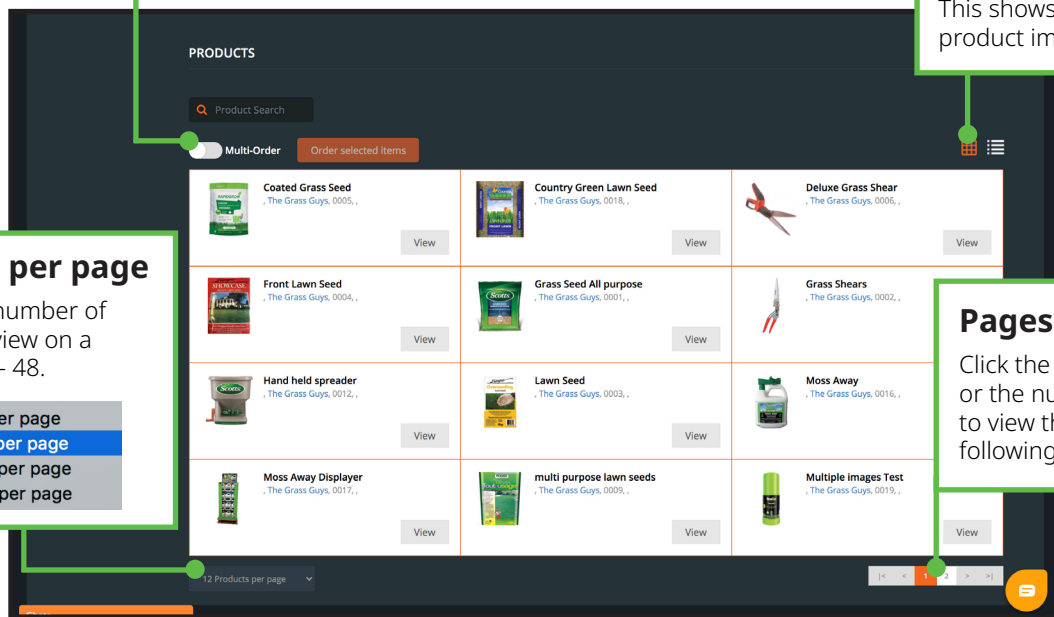 This shows
product im
PRODUCTS
Product Search
Multi-Order
Order selected items
Coated Grass Seed
, The Grass Guys, 0005, ,
View
Country Green Lawn Seed
, The Grass Guys, 0018, ,
View
Deluxe Grass Shear
, The Grass Guys, 0006, ,
View
Front Lawn Seed
, The Grass Guys, 0004, ,
View
Grass Seed All purpose
, The Grass Guys, 0001, ,
View
Grass Shears
, The Grass Guys, 0002, ,
Hand held spreader
, The Grass Guys, 0012, ,
View
Lawn Seed
, The Grass Guys, 0003, ,
View
Moss Away
, The Grass Guys, 0016, ,
Moss Away Displayer
, The Grass Guys, 0017, ,
View
multi purpose lawn seeds
, The Grass Guys, 0009, ,
View
Multiple images Test
, The Grass Guys, 0019, ,
View
per page
number of
view on a
- 48.
er page
per page
per page
per page
Pages
Click the
or the nu
to view th
following
12 Products per page
|< < 1 2 > >|
SHOWCASE
Scotts
Scotts